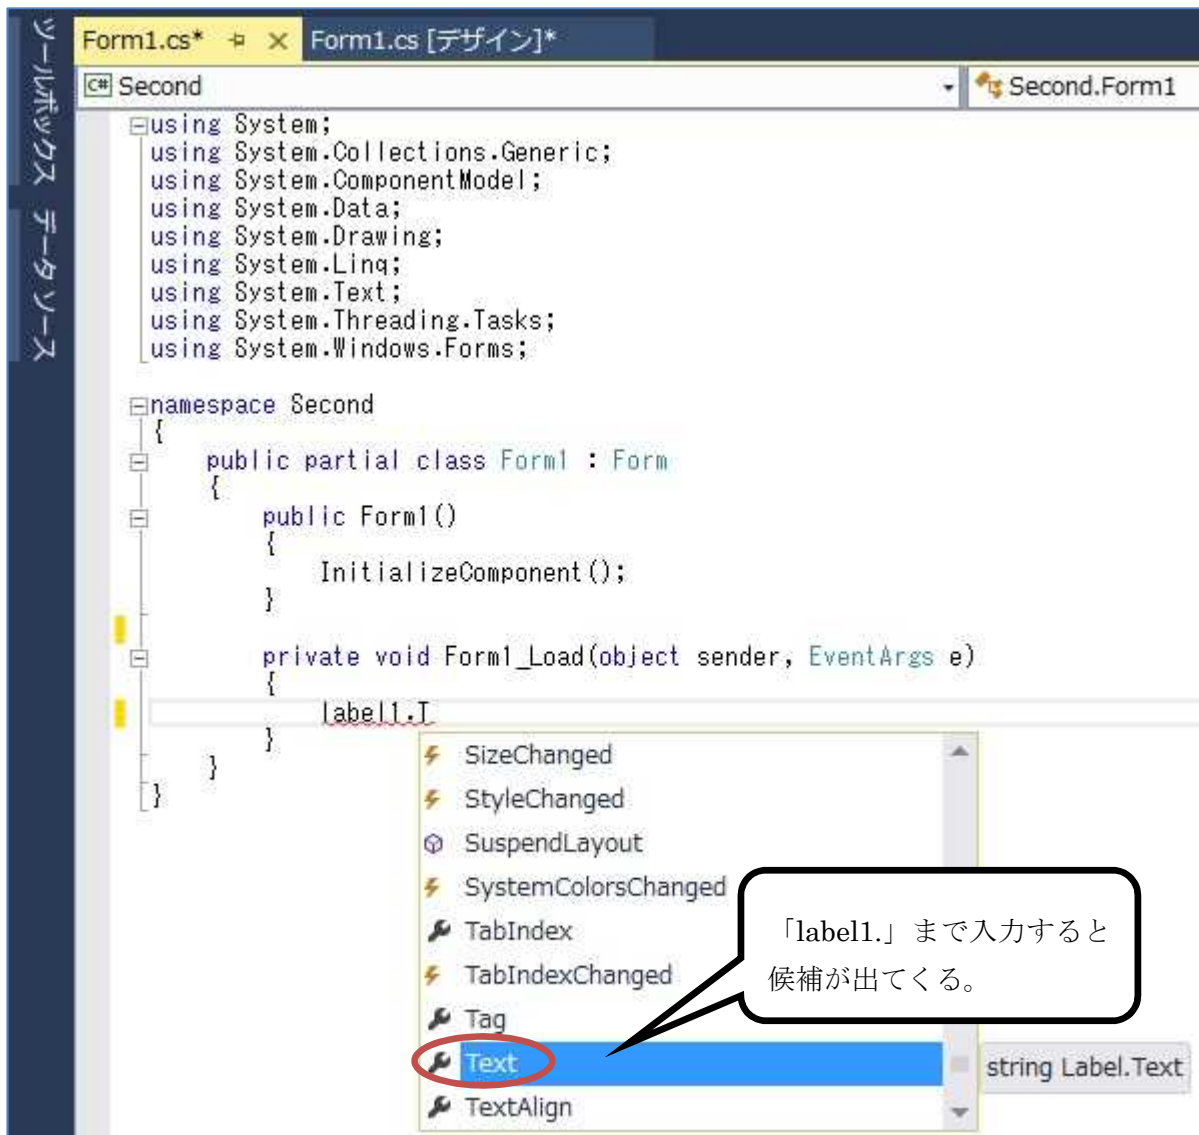 ツールボックス データ ソース
Form1.cs* Form1.cs [デザイン]*
C# Second Second.Form1
using System;
using System.Collections.Generic;
using System.ComponentModel;
using System.Data;
using System.Drawing;
using System.Linq;
using System.Text;
using System.Threading.Tasks;
using System.Windows.Forms;
namespace Second
{
public partial class Form1 : Form
{
public Form1()
{
InitializeComponent();
}
private void Form1_Load(object sender, EventArgs e)
{
label1.T
}
}
}
SizeChanged
StyleChanged
SuspendLayout
SystemColorsChanged
TabIndex
TabIndexChanged
Tag
Text
TextAlign
「label1.」まで入力すると
候補が出てくる。
string Label.Text